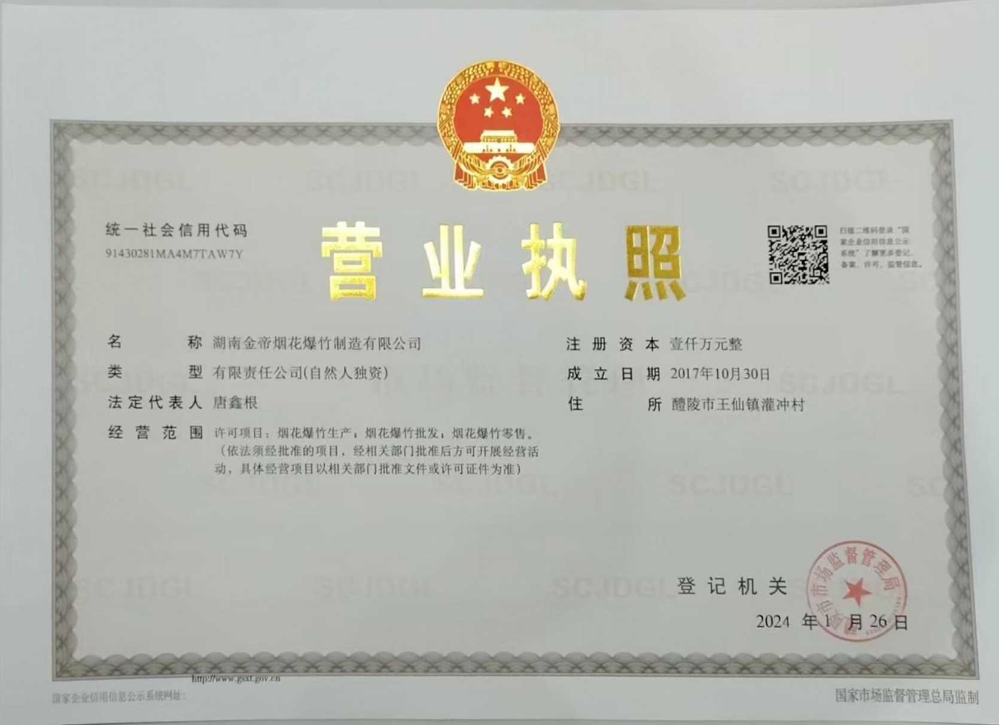 统一社会信用代码
91430281MA4M7TAW7Y
营业执照
扫描二维码登录“国
家企业信用信息公示
系统”了解更多登记、
备案、许可、监管信息。
名称 湖南金帝烟花爆竹制造有限公司
类型 有限责任公司(自然人独资)
法定代表人 唐鑫根
经营范围 许可项目：烟花爆竹生产；烟花爆竹批发；烟花爆竹零售。
（依法须经批准的项目，经相关部门批准后方可开展经营活
动，具体经营项目以相关部门批准文件或许可证件为准）
注册资本 壹仟万元整
成立日期 2017年10月30日
住所 醴陵市王仙镇灌冲村
登记机关
醴陵市市场监督管理局
2024 年 1 月 26 日
http://www.gsxt.gov.cn
国家企业信用信息公示系统网址：
国家市场监督管理总局监制
SCJDGL